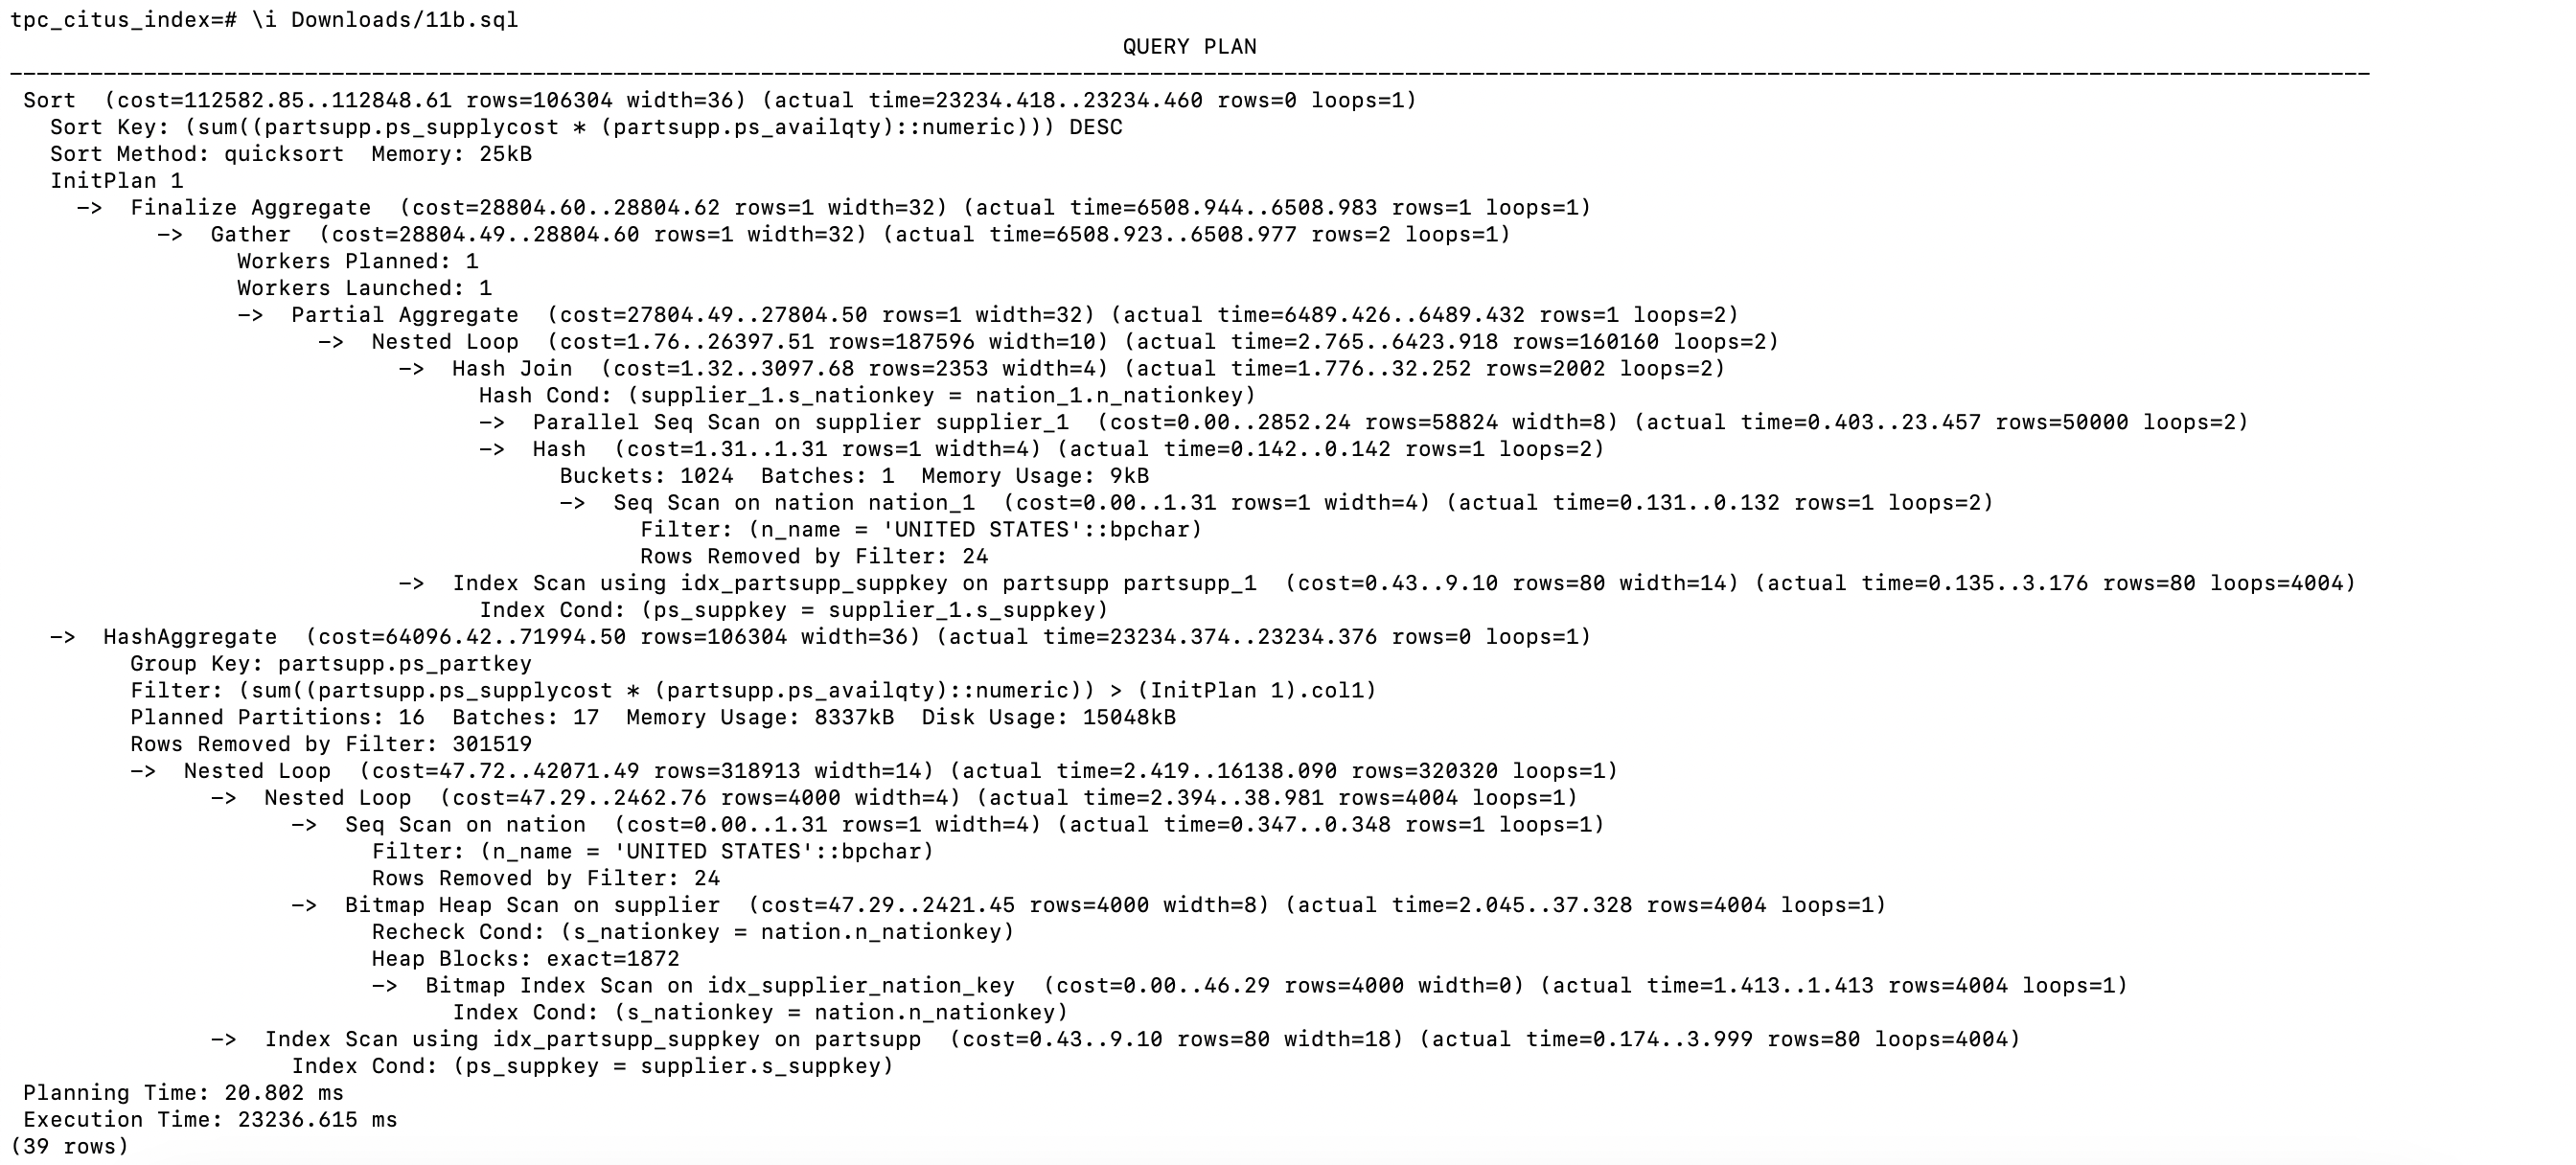 tpc_citus_index=# \i Downloads/11b.sql
QUERY PLAN
------------------------------------------------------------------------------------------------------------------------------------------------------------------------------
Sort  (cost=112582.85..112848.61 rows=106304 width=36) (actual time=23234.418..23234.460 rows=0 loops=1)
Sort Key: (sum((partsupp.ps_supplycost * (partsupp.ps_availqty)::numeric))) DESC
Sort Method: quicksort  Memory: 25kB
InitPlan 1
->  Finalize Aggregate  (cost=28804.60..28804.62 rows=1 width=32) (actual time=6508.944..6508.983 rows=1 loops=1)
->  Gather  (cost=28804.49..28804.60 rows=1 width=32) (actual time=6508.923..6508.977 rows=2 loops=1)
Workers Planned: 1
Workers Launched: 1
->  Partial Aggregate  (cost=27804.49..27804.50 rows=1 width=32) (actual time=6489.426..6489.432 rows=1 loops=2)
->  Nested Loop  (cost=1.76..26397.51 rows=187596 width=10) (actual time=2.765..6423.918 rows=160160 loops=2)
->  Hash Join  (cost=1.32..3097.68 rows=2353 width=4) (actual time=1.776..32.252 rows=2002 loops=2)
Hash Cond: (supplier_1.s_nationkey = nation_1.n_nationkey)
->  Parallel Seq Scan on supplier supplier_1  (cost=0.00..2852.24 rows=58824 width=8) (actual time=0.403..23.457 rows=50000 loops=2)
->  Hash  (cost=1.31..1.31 rows=1 width=4) (actual time=0.142..0.142 rows=1 loops=2)
Buckets: 1024  Batches: 1  Memory Usage: 9kB
->  Seq Scan on nation nation_1  (cost=0.00..1.31 rows=1 width=4) (actual time=0.131..0.132 rows=1 loops=2)
Filter: (n_name = 'UNITED STATES'::bpchar)
Rows Removed by Filter: 24
->  Index Scan using idx_partsupp_suppkey on partsupp partsupp_1  (cost=0.43..9.10 rows=80 width=14) (actual time=0.135..3.176 rows=80 loops=4004)
Index Cond: (ps_suppkey = supplier_1.s_suppkey)
->  HashAggregate  (cost=64096.42..71994.50 rows=106304 width=36) (actual time=23234.374..23234.376 rows=0 loops=1)
Group Key: partsupp.ps_partkey
Filter: (sum((partsupp.ps_supplycost * (partsupp.ps_availqty)::numeric)) > (InitPlan 1).col1)
Planned Partitions: 16  Batches: 17  Memory Usage: 8337kB  Disk Usage: 15048kB
Rows Removed by Filter: 301519
->  Nested Loop  (cost=47.72..42071.49 rows=318913 width=14) (actual time=2.419..16138.090 rows=320320 loops=1)
->  Nested Loop  (cost=47.29..2462.76 rows=4000 width=4) (actual time=2.394..38.981 rows=4004 loops=1)
->  Seq Scan on nation  (cost=0.00..1.31 rows=1 width=4) (actual time=0.347..0.348 rows=1 loops=1)
Filter: (n_name = 'UNITED STATES'::bpchar)
Rows Removed by Filter: 24
->  Bitmap Heap Scan on supplier  (cost=47.29..2421.45 rows=4000 width=8) (actual time=2.045..37.328 rows=4004 loops=1)
Recheck Cond: (s_nationkey = nation.n_nationkey)
Heap Blocks: exact=1872
->  Bitmap Index Scan on idx_supplier_nation_key  (cost=0.00..46.29 rows=4000 width=0) (actual time=1.413..1.413 rows=4004 loops=1)
Index Cond: (s_nationkey = nation.n_nationkey)
->  Index Scan using idx_partsupp_suppkey on partsupp  (cost=0.43..9.10 rows=80 width=18) (actual time=0.174..3.999 rows=80 loops=4004)
Index Cond: (ps_suppkey = supplier.s_suppkey)
Planning Time: 20.802 ms
Execution Time: 23236.615 ms
(39 rows)